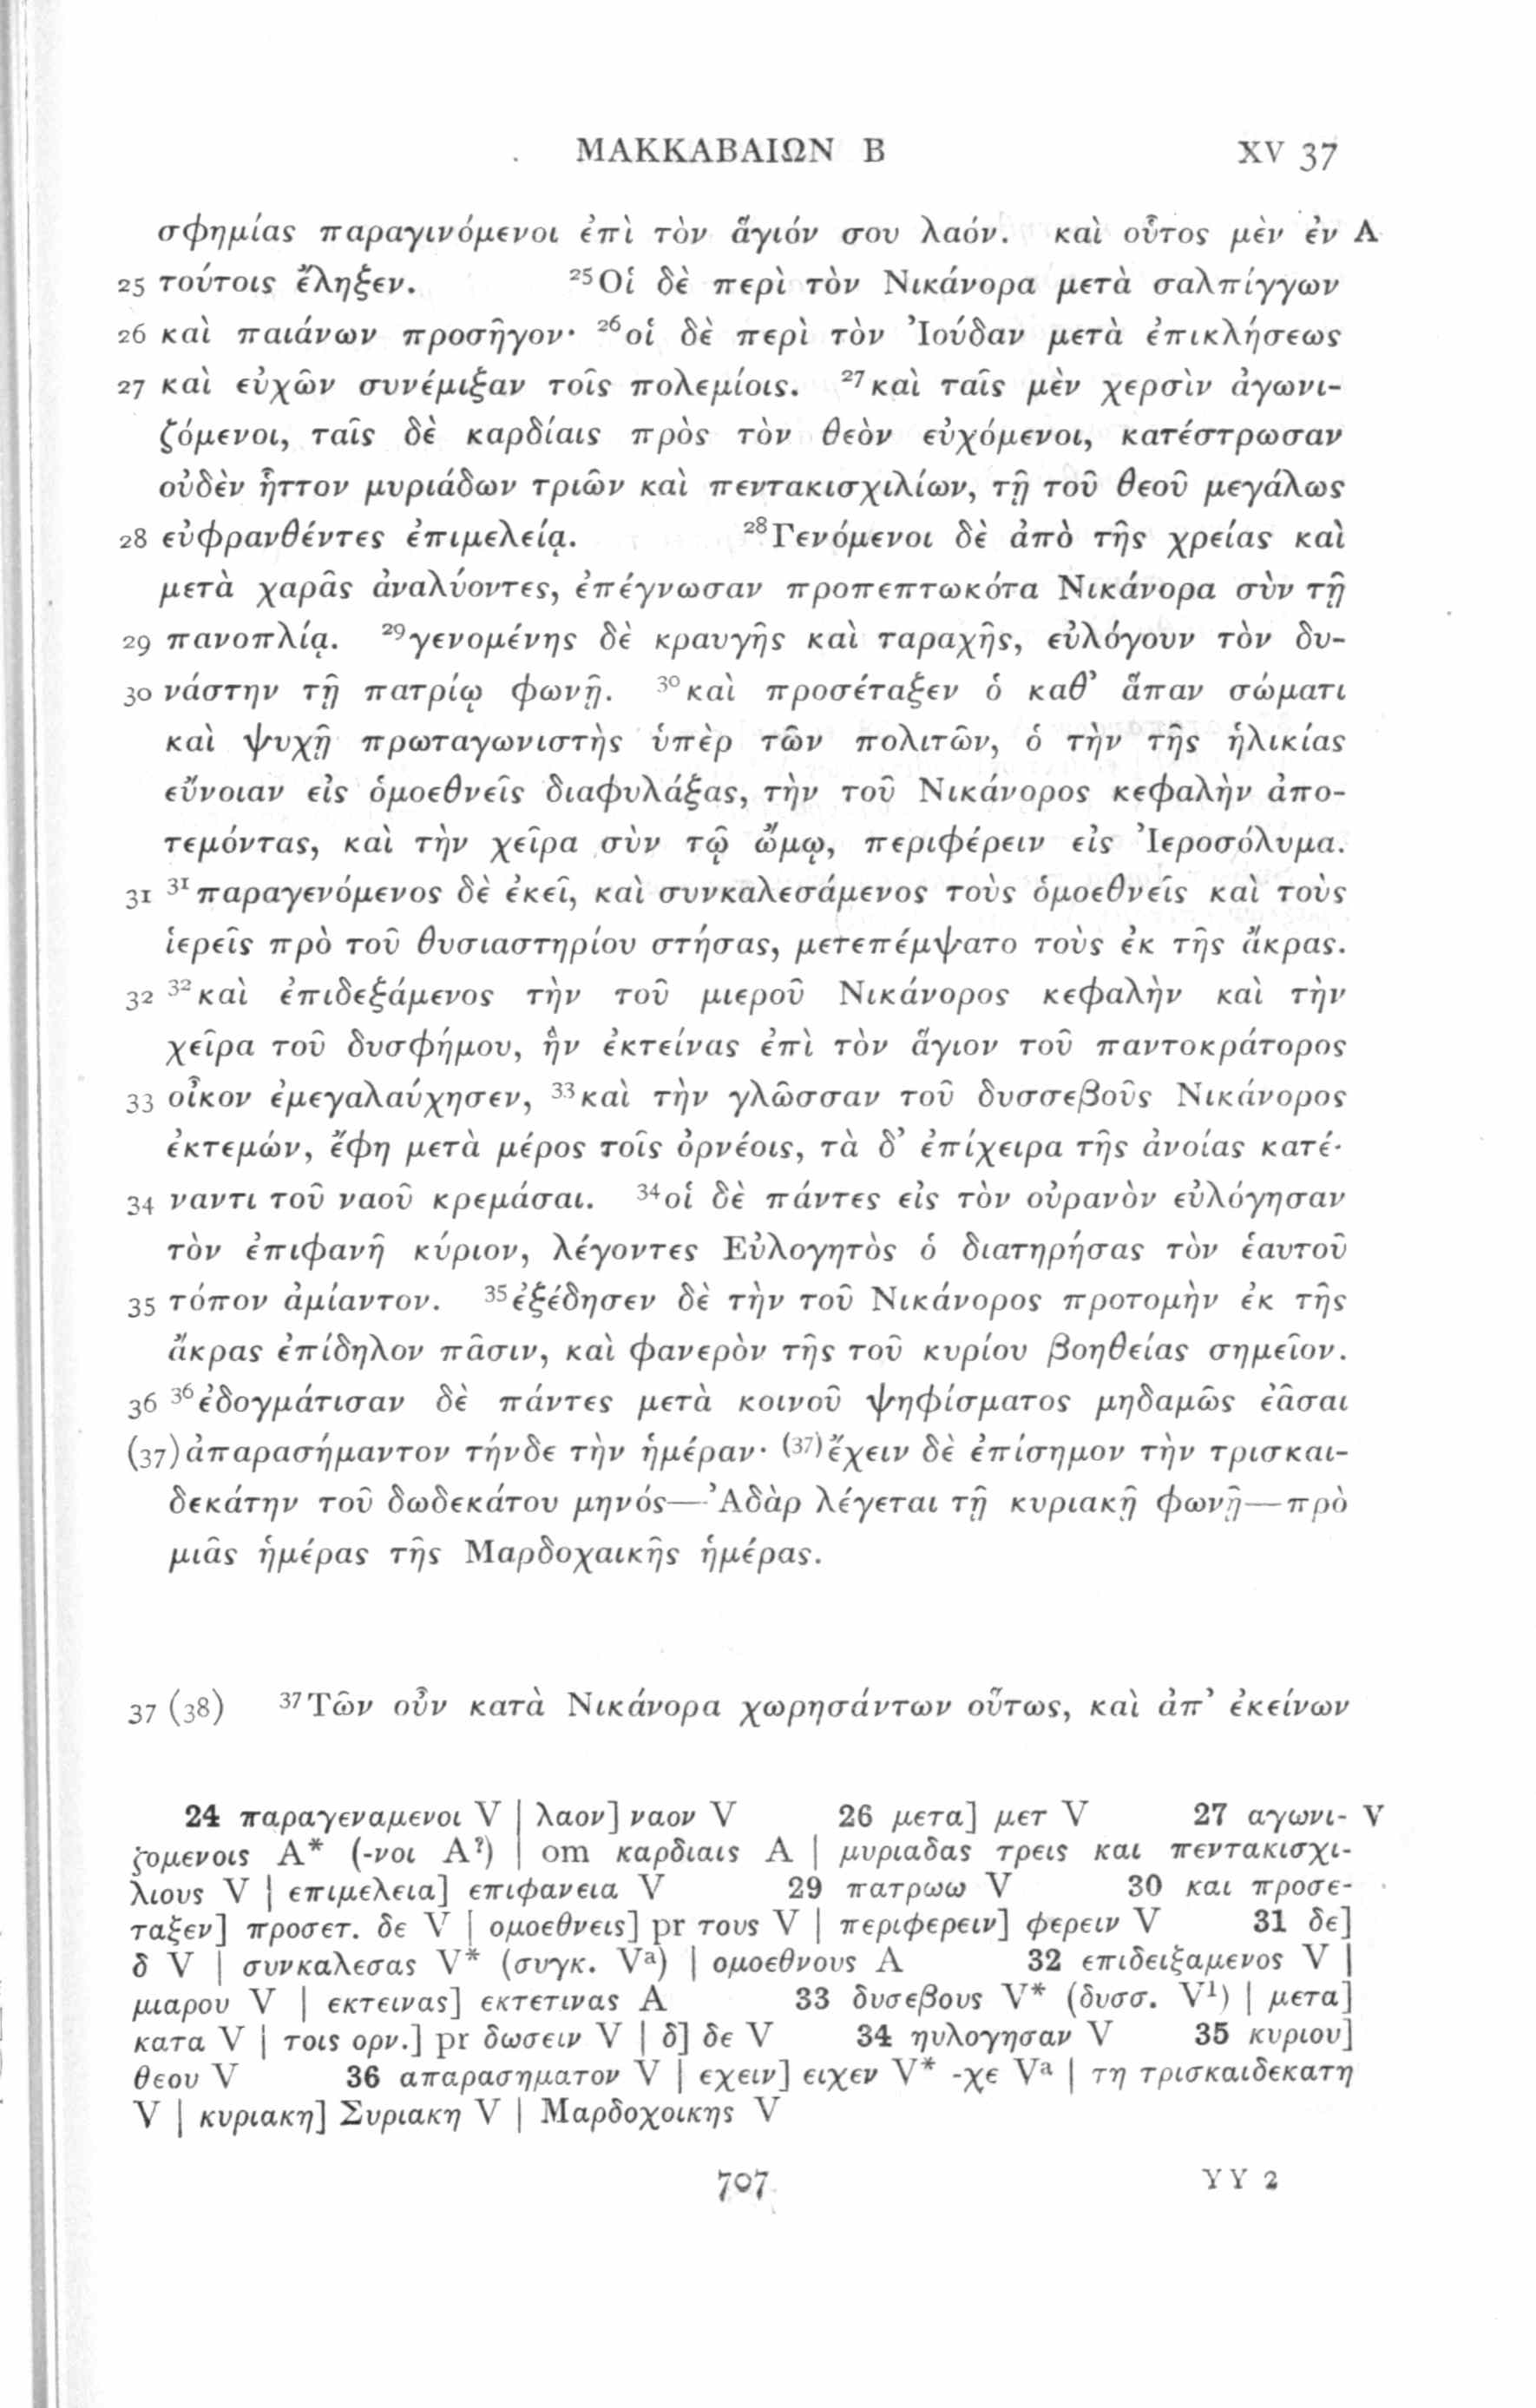 ΜΑΚΚΑΒΑΙΩΝ Β XV 37
σφημίας παραγινόμενοι ἐπὶ τὸν ἅγιόν σου λαόν. καὶ οὗτος μὲν ἐν A
25 τούτοις ἔληξεν. ²⁵Οἱ δὲ περὶ τὸν Νικάνορα μετὰ σαλπίγγων
26 καὶ παιάνων προσῆγον· ²⁶οἱ δὲ περὶ τὸν Ἰούδαν μετὰ ἐπικλήσεως
27 καὶ εὐχῶν συνέμιξαν τοῖς πολεμίοις. ²⁷καὶ ταῖς μὲν χερσὶν ἀγωνι-
ζόμενοι, ταῖς δὲ καρδίαις πρὸς τὸν θεὸν εὐχόμενοι, κατέστρωσαν
οὐδὲν ἧττον μυριάδων τριῶν καὶ πεντακισχιλίων, τῇ τοῦ θεοῦ μεγάλως
28 εὐφρανθέντες ἐπιμελείᾳ. ²⁸Γενόμενοι δὲ ἀπὸ τῆς χρείας καὶ
μετὰ χαρᾶς ἀναλύοντες, ἐπέγνωσαν προπεπτωκότα Νικάνορα σὺν τῇ
29 πανοπλίᾳ. ²⁹γενομένης δὲ κραυγῆς καὶ ταραχῆς, εὐλόγουν τὸν δυ-
30 νάστην τῇ πατρίῳ φωνῇ. ³⁰καὶ προσέταξεν ὁ καθ’ ἅπαν σώματι
καὶ ψυχῇ πρωταγωνιστὴς ὑπὲρ τῶν πολιτῶν, ὁ τὴν τῆς ἡλικίας
εὔνοιαν εἰς ὁμοεθνεῖς διαφυλάξας, τὴν τοῦ Νικάνορος κεφαλὴν ἀπο-
τεμόντας, καὶ τὴν χεῖρα σὺν τῷ ὤμῳ, περιφέρειν εἰς Ἰεροσόλυμα.
31 ³¹παραγενόμενος δὲ ἐκεῖ, καὶ συνκαλεσάμενος τοὺς ὁμοεθνεῖς καὶ τοὺς
ἱερεῖς πρὸ τοῦ θυσιαστηρίου στήσας, μετεπέμψατο τοὺς ἐκ τῆς ἄκρας.
32 ³²καὶ ἐπιδεξάμενος τὴν τοῦ μιεροῦ Νικάνορος κεφαλὴν καὶ τὴν
χεῖρα τοῦ δυσφήμου, ἣν ἐκτείνας ἐπὶ τὸν ἅγιον τοῦ παντοκράτορος
33 οἶκον ἐμεγαλαύχησεν, ³³καὶ τὴν γλῶσσαν τοῦ δυσσεβοῦς Νικάνορος
ἐκτεμών, ἔφη μετὰ μέρος τοῖς ὀρνέοις, τὰ δ’ ἐπίχειρα τῆς ἀνοίας κατέ-
34 ναντι τοῦ ναοῦ κρεμάσαι. ³⁴οἱ δὲ πάντες εἰς τὸν οὐρανὸν εὐλόγησαν
τὸν ἐπιφανῆ κύριον, λέγοντες Εὐλογητὸς ὁ διατηρήσας τὸν ἑαυτοῦ
35 τόπον ἀμίαντον. ³⁵ἐξέδησεν δὲ τὴν τοῦ Νικάνορος προτομὴν ἐκ τῆς
ἄκρας ἐπίδηλον πᾶσιν, καὶ φανερὸν τῆς τοῦ κυρίου βοηθείας σημεῖον.
36 ³⁶ἐδογμάτισαν δὲ πάντες μετὰ κοινοῦ ψηφίσματος μηδαμῶς ἐᾶσαι
(37) ἀπαρασήμαντον τήνδε τὴν ἡμέραν· ⁽³⁷⁾ἔχειν δὲ ἐπίσημον τὴν τρισκαι-
δεκάτην τοῦ δωδεκάτου μηνός—Ἀδὰρ λέγεται τῇ κυριακῇ φωνῇ—πρὸ
μιᾶς ἡμέρας τῆς Μαρδοχαικῆς ἡμέρας.
37 (38) ³⁷Τῶν οὖν κατὰ Νικάνορα χωρησάντων οὕτως, καὶ ἀπ’ ἐκείνων
24 παραγεναμενοι V | λαον] ναον V 26 μετα] μετ V 27 αγωνι- V
ζομενοις A* (-νοι A?) | om καρδιαις A | μυριαδας τρεις και πεντακισχι-
λιους V | επιμελεια] επιφανεια V 29 πατρωω V 30 και προσε-
ταξεν] προσετ. δε V | ομοεθνεις] pr τους V | περιφερειν] φερειν V 31 δε]
δ V | συνκαλεσας V* (συγκ. Vᵃ) | ομοεθνους A 32 επιδειξαμενος V |
μιαρου V | εκτεινας] εκτετινας A 33 δυσεβους V* (δυσσ. V¹) | μετα]
κατα V | τοις ορν.] pr δωσειν V | δ] δε V 34 ηυλογησαν V 35 κυριου]
θεου V 36 απαρασηματον V | εχειν] ειχεν V* -χε Vᵃ | τη τρισκαιδεκατη
V | κυριακη] Συριακη V | Μαρδοχοικης V
707 YY 2